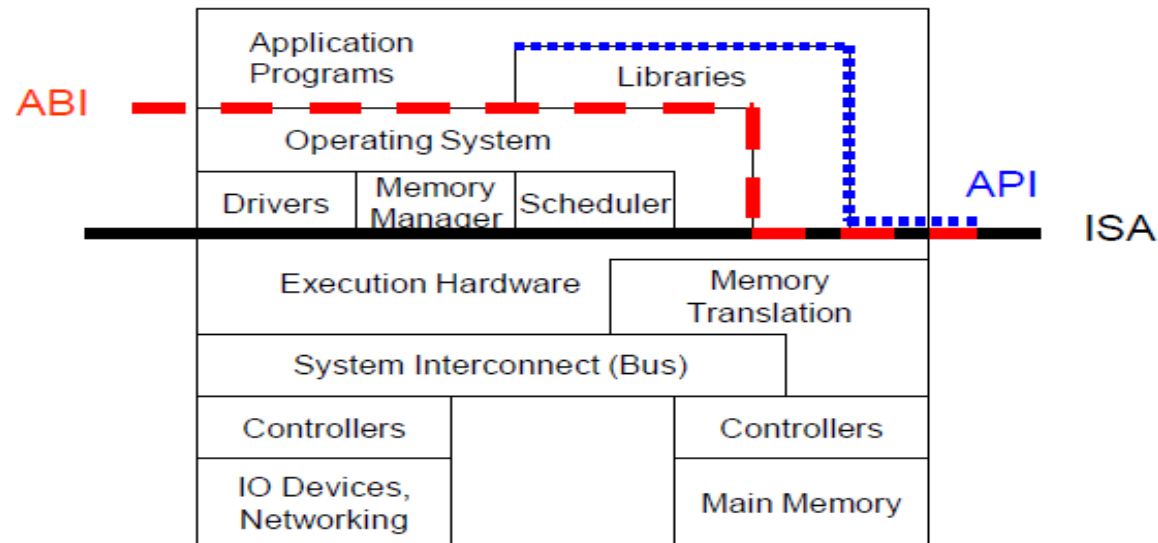 Application
Programs
Libraries
ABI
Operating System
API
Drivers
Memory
Manager
Scheduler
ISA
Execution Hardware
Memory
Translation
System Interconnect (Bus)
Controllers
Controllers
IO Devices,
Networking
Main Memory